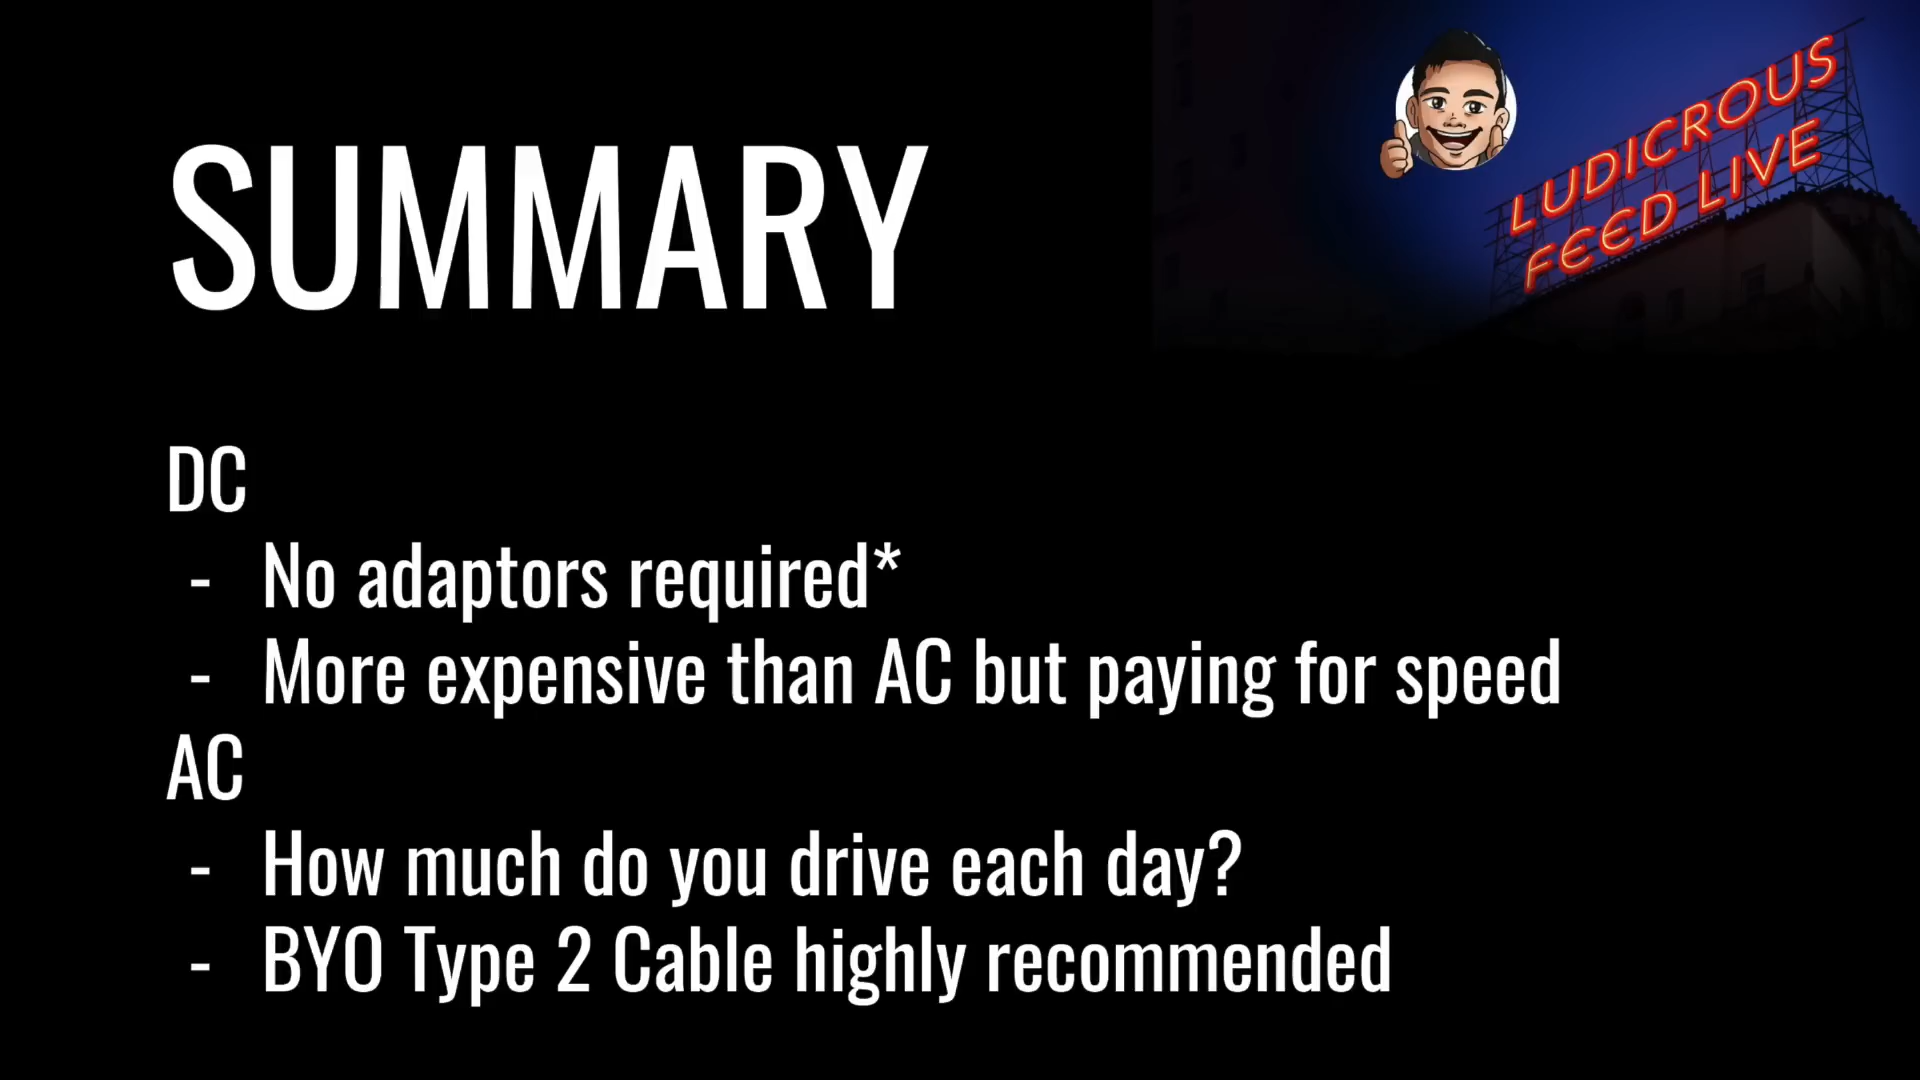 LUDICROUS
FEED LIVE
SUMMARY
DC
- No adaptors required*
- More expensive than AC but paying for speed
AC
- How much do you drive each day?
- BYO Type 2 Cable highly recommended